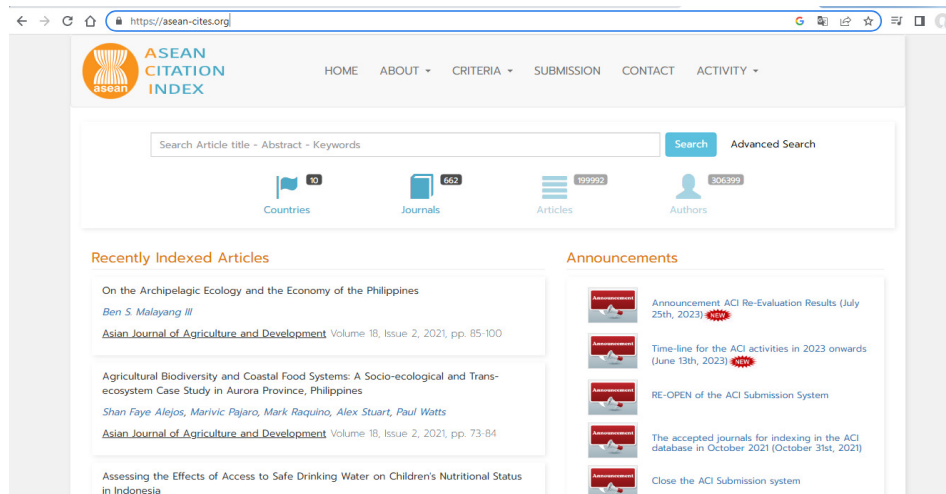 https://asean-cites.org
asean
ASEAN
CITATION
INDEX
HOME ABOUT CRITERIA SUBMISSION CONTACT ACTIVITY
Search Article title - Abstract - Keywords Search Advanced Search
10 662 199992 306399
Countries Journals Articles Authors
Recently Indexed Articles
On the Archipelagic Ecology and the Economy of the Philippines
Ben S. Malayang III
Asian Journal of Agriculture and Development Volume 18, Issue 2, 2021, pp. 85-100
Agricultural Biodiversity and Coastal Food Systems: A Socio-ecological and Trans-
ecosystem Case Study in Aurora Province, Philippines
Shan Faye Alejos, Marivic Pajaro, Mark Raquino, Alex Stuart, Paul Watts
Asian Journal of Agriculture and Development Volume 18, Issue 2, 2021, pp. 73-84
Assessing the Effects of Access to Safe Drinking Water on Children's Nutritional Status
in Indonesia
Announcements
Announcement
Announcement ACI Re-Evaluation Results (July
25th, 2023) NEW
Announcement
Time-line for the ACI activities in 2023 onwards
(June 13th, 2023) NEW
Announcement
RE-OPEN of the ACI Submission System
Announcement
The accepted journals for indexing in the ACI
database in October 2021 (October 31st, 2021)
Announcement
Close the ACI Submission system